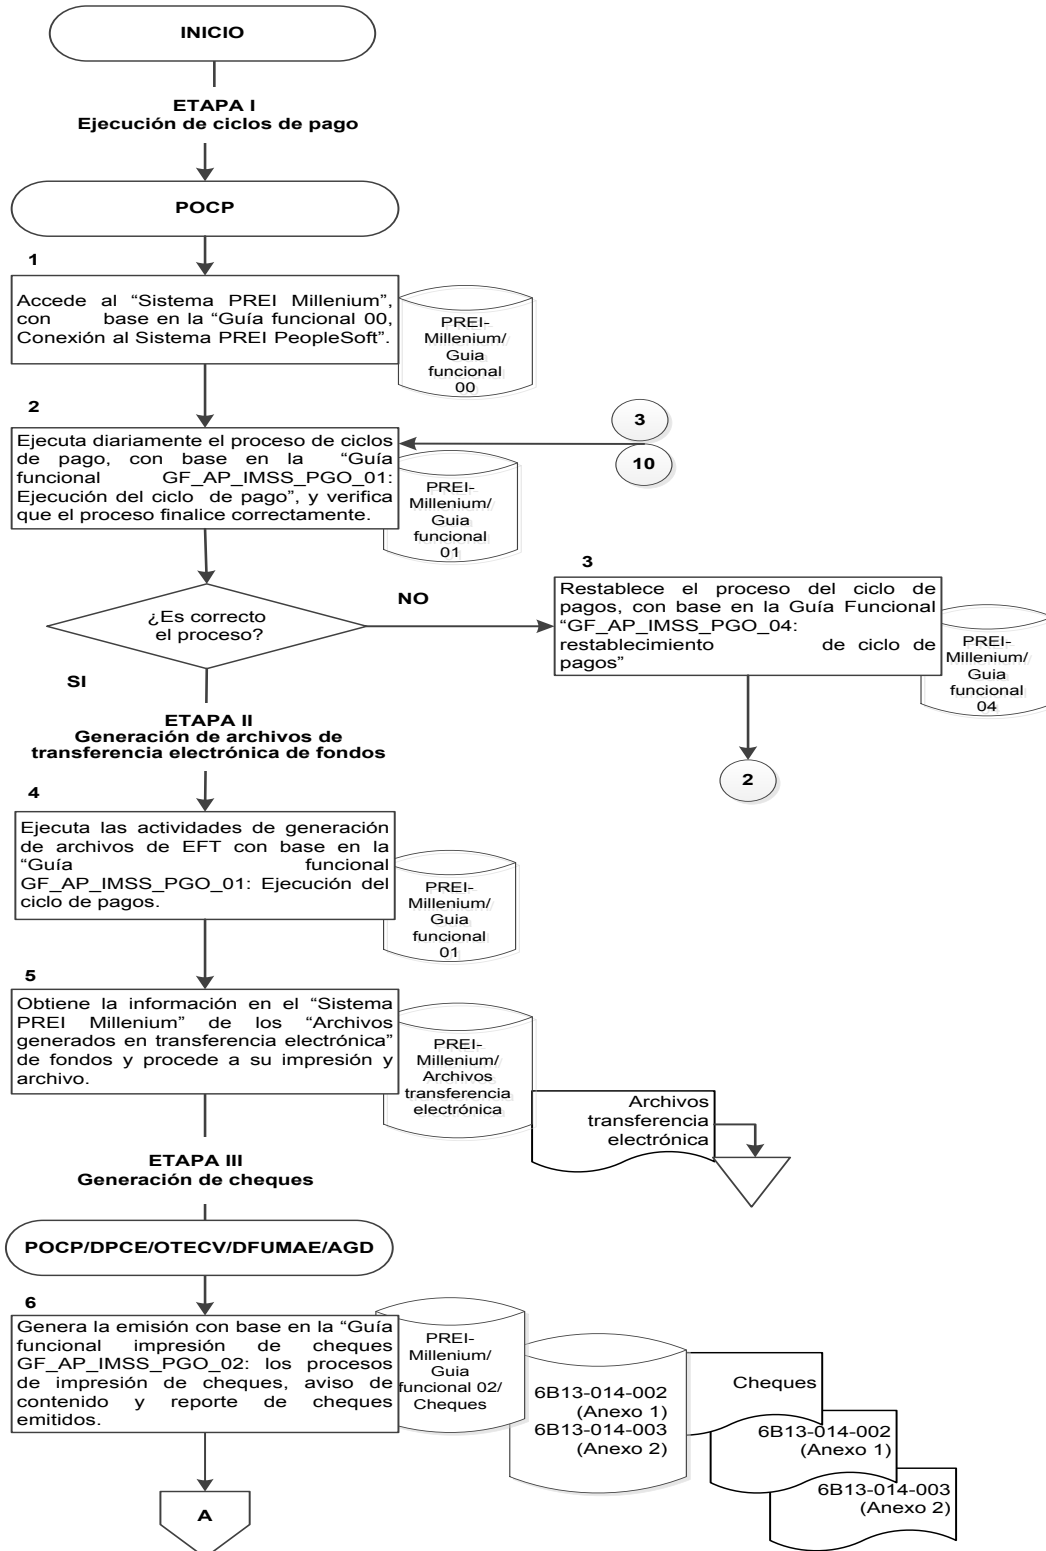 INICIO
ETAPA I
Ejecución de ciclos de pago
POCP
1
Accede al “Sistema PREI Millenium”,
con base en la “Guía funcional 00,
Conexión al Sistema PREI PeopleSoft”.
PREI-
Millenium/
Guia
funcional
00
2
Ejecuta diariamente el proceso de ciclos
de pago, con base en la “Guía
funcional GF_AP_IMSS_PGO_01:
Ejecución del ciclo de pago”, y verifica
que el proceso finalice correctamente.
PREI-
Millenium/
Guia
funcional
01
3
10
¿Es correcto
el proceso?
NO
SI
3
Restablece el proceso del ciclo de
pagos, con base en la Guía Funcional
“GF_AP_IMSS_PGO_04:
restablecimiento de ciclo de
pagos”
PREI-
Millenium/
Guia
funcional
04
2
ETAPA II
Generación de archivos de
transferencia electrónica de fondos
4
Ejecuta las actividades de generación
de archivos de EFT con base en la
“Guía funcional
GF_AP_IMSS_PGO_01: Ejecución del
ciclo de pagos.
PREI-
Millenium/
Guia
funcional
01
5
Obtiene la información en el “Sistema
PREI Millenium” de los “Archivos
generados en transferencia electrónica”
de fondos y procede a su impresión y
archivo.
PREI-
Millenium/
Archivos
transferencia
electrónica
Archivos
transferencia
electrónica
ETAPA III
Generación de cheques
POCP/DPCE/OTECV/DFUMAE/AGD
6
Genera la emisión con base en la “Guía
funcional impresión de cheques
GF_AP_IMSS_PGO_02: los procesos
de impresión de cheques, aviso de
contenido y reporte de cheques
emitidos.
PREI-
Millenium/
Guia
funcional 02/
Cheques
6B13-014-002
(Anexo 1)
6B13-014-003
(Anexo 2)
Cheques
6B13-014-002
(Anexo 1)
6B13-014-003
(Anexo 2)
A